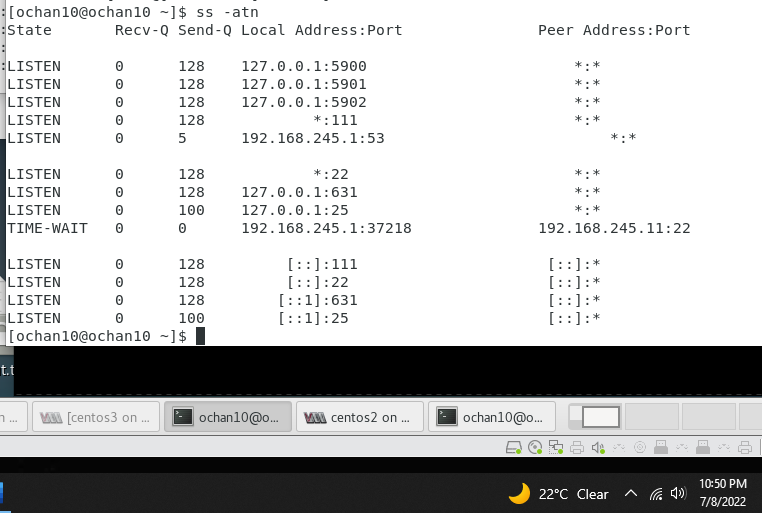 [ochan10@ochan10 ~]$ ss -atn
State Recv-Q Send-Q Local Address:Port Peer Address:Port
LISTEN 0 128 127.0.0.1:5900 *:*
LISTEN 0 128 127.0.0.1:5901 *:*
LISTEN 0 128 127.0.0.1:5902 *:*
LISTEN 0 128 *:111 *:*
LISTEN 0 5 192.168.245.1:53 *:*
LISTEN 0 128 *:22 *:*
LISTEN 0 128 127.0.0.1:631 *:*
LISTEN 0 100 127.0.0.1:25 *:*
TIME-WAIT 0 0 192.168.245.1:37218 192.168.245.11:22
LISTEN 0 128 [::]:111 [::]:*
LISTEN 0 128 [::]:22 [::]:*
LISTEN 0 128 [::1]:631 [::]:*
LISTEN 0 100 [::1]:25 [::]:*
[ochan10@ochan10 ~]$
t.t
n ... [centos3 on ... ochan10@o... centos2 on ... ochan10@o...
22°C Clear 10:50 PM
7/8/2022